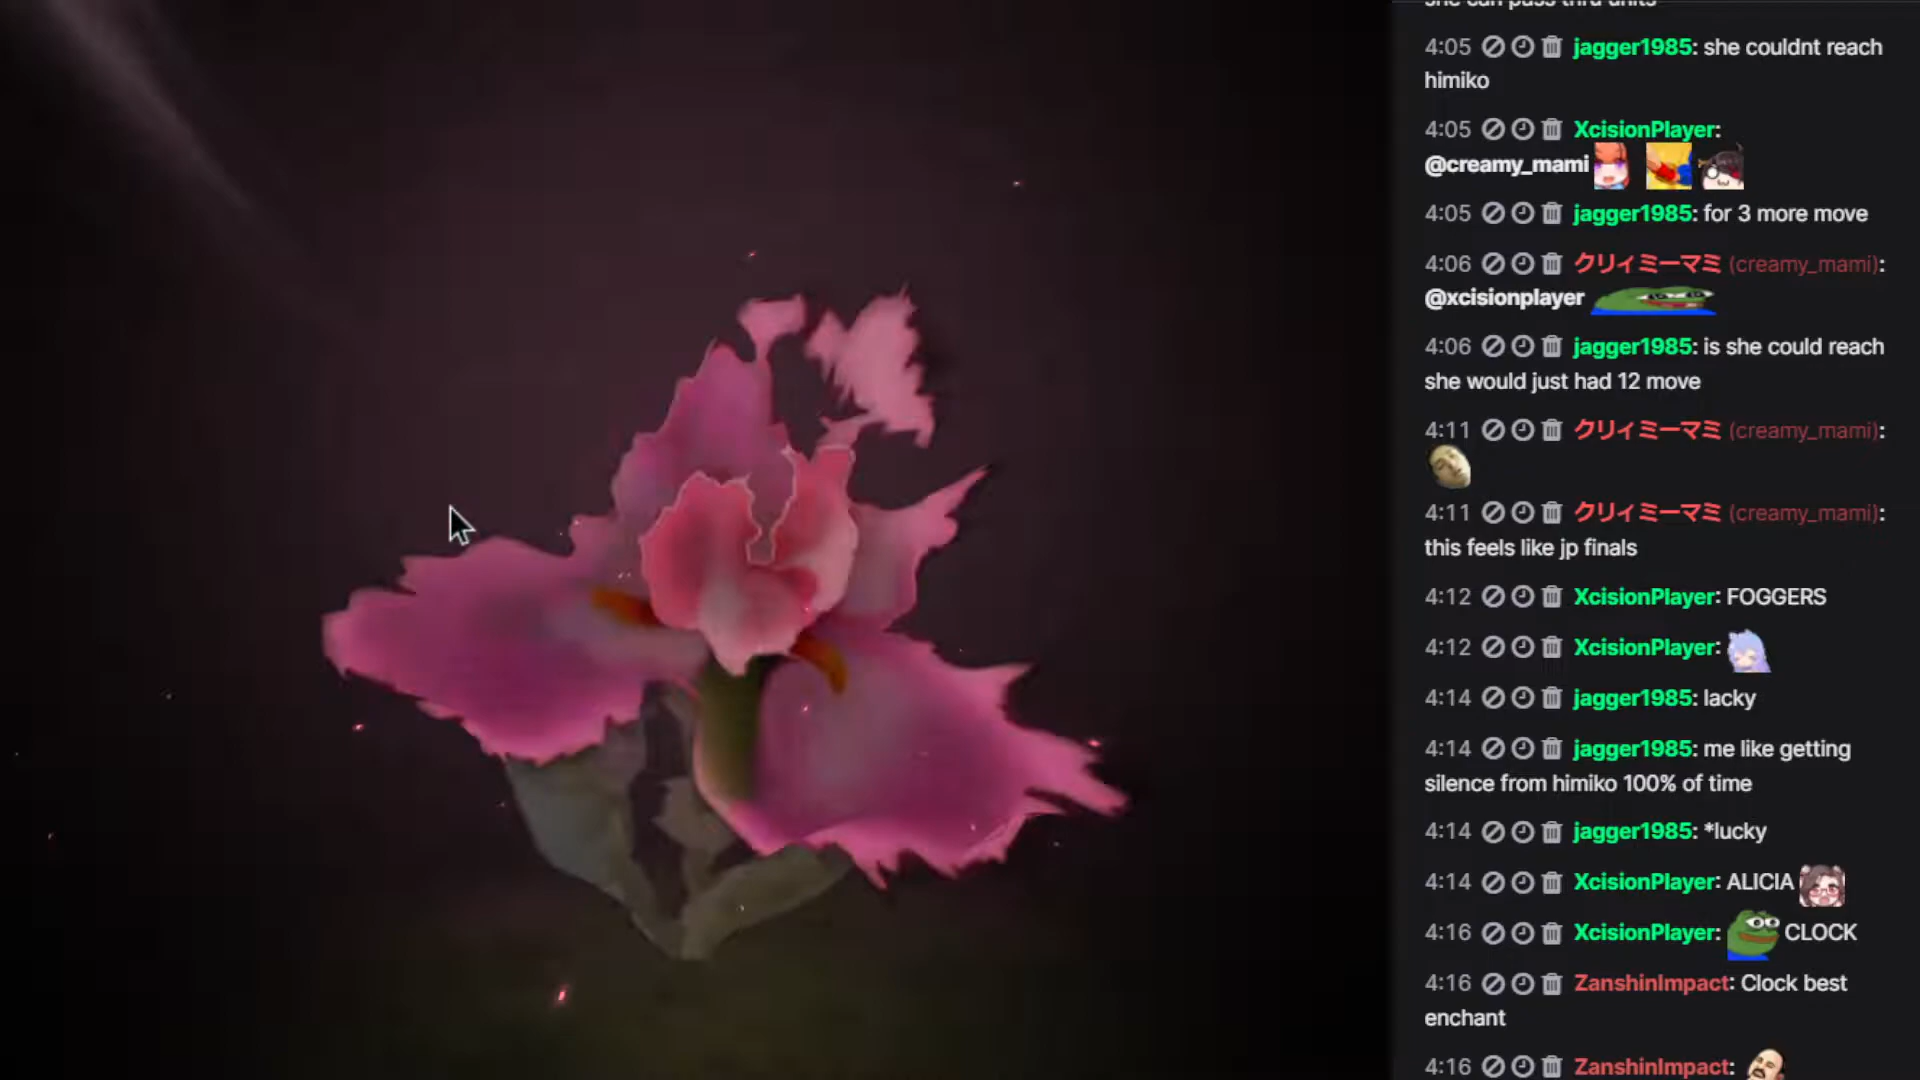 she can pass thru units
4:05 jagger1985: she couldnt reach
himiko
4:05 XcisionPlayer:
@creamy_mami
4:05 jagger1985: for 3 more move
4:06 クリィミーマミ (creamy_mami):
@xcisionplayer
4:06 jagger1985: is she could reach
she would just had 12 move
4:11 クリィミーマミ (creamy_mami):
4:11 クリィミーマミ (creamy_mami):
this feels like jp finals
4:12 XcisionPlayer: FOGGERS
4:12 XcisionPlayer:
4:14 jagger1985: lacky
4:14 jagger1985: me like getting
silence from himiko 100% of time
4:14 jagger1985: *lucky
4:14 XcisionPlayer: ALICIA
4:16 XcisionPlayer: CLOCK
4:16 ZanshinImpact: Clock best
enchant
4:16 ZanshinImpact: